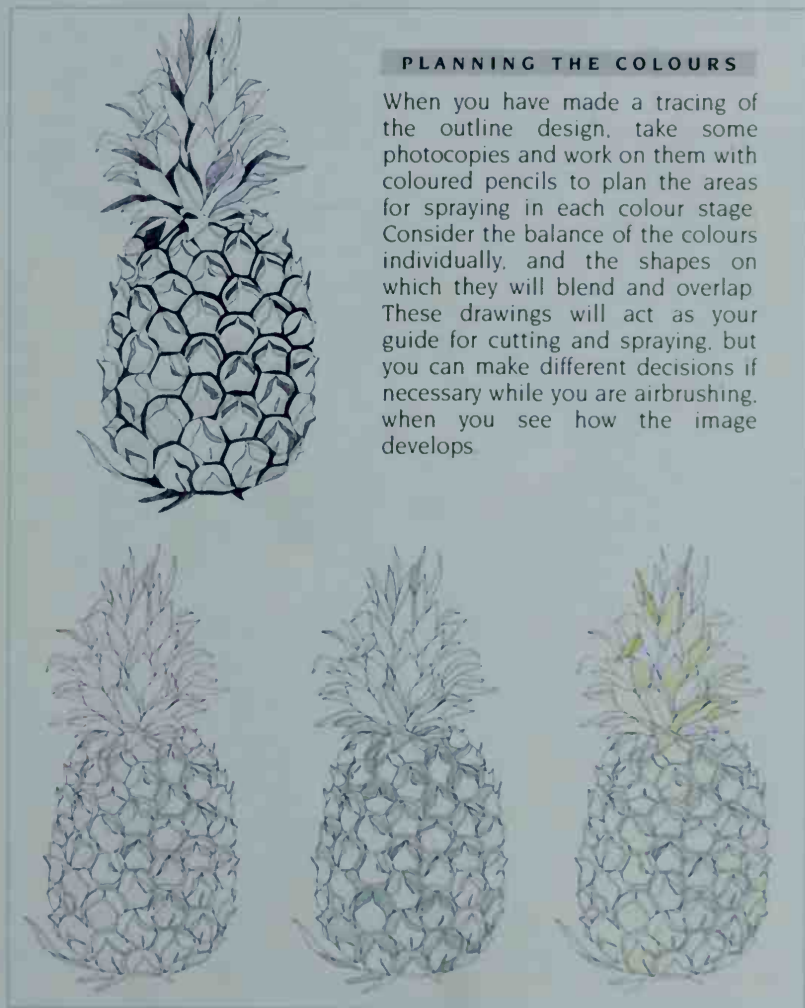 PLANNING THE COLOURS
When you have made a tracing of
the outline design, take some
photocopies and work on them with
coloured pencils to plan the areas
for spraying in each colour stage
Consider the balance of the colours
individually, and the shapes on
which they will blend and overlap
These drawings will act as your
guide for cutting and spraying, but
you can make different decisions if
necessary while you are airbrushing,
when you see how the image
develops